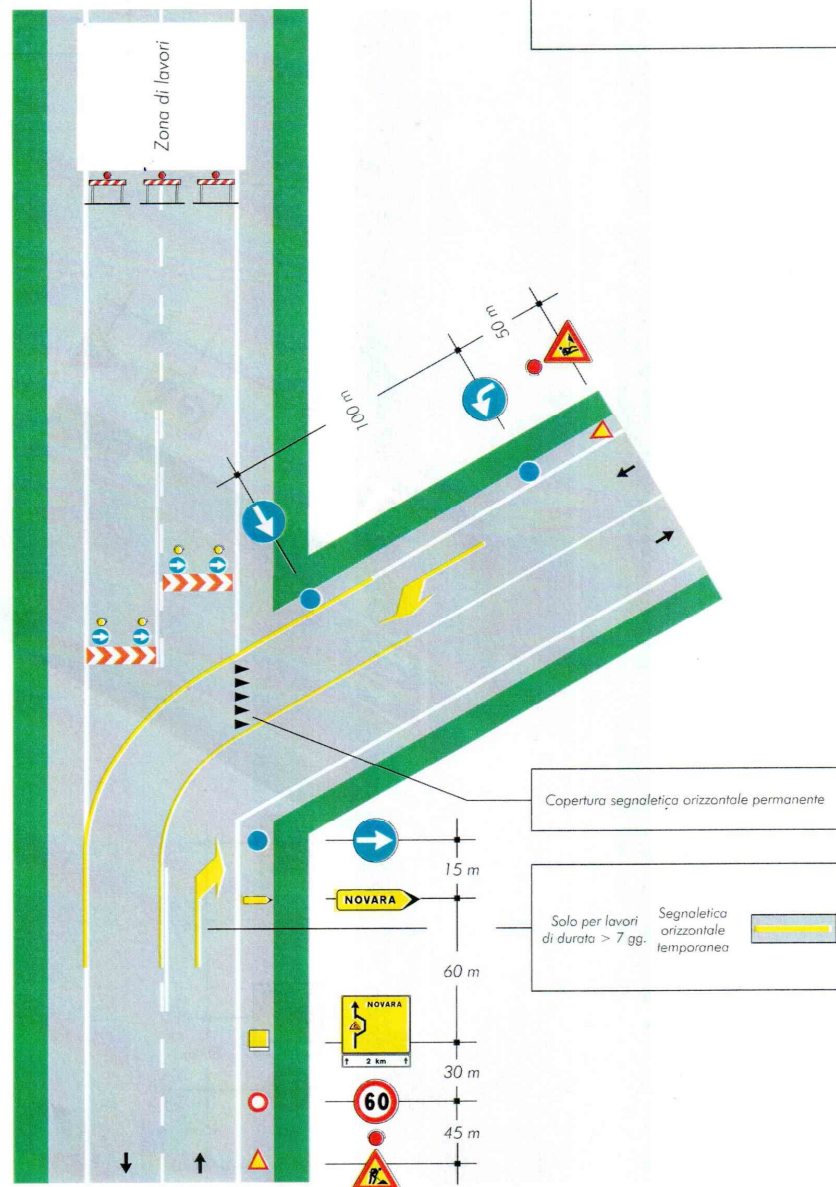 Zona di lavori
50 m
100 m
Copertura segnaletica orizzontale permanente
15 m
NOVARA
Solo per lavori
di durata > 7 gg.
Segnaletica
orizzontale
temporanea
60 m
NOVARA
2 km
30 m
60
45 m